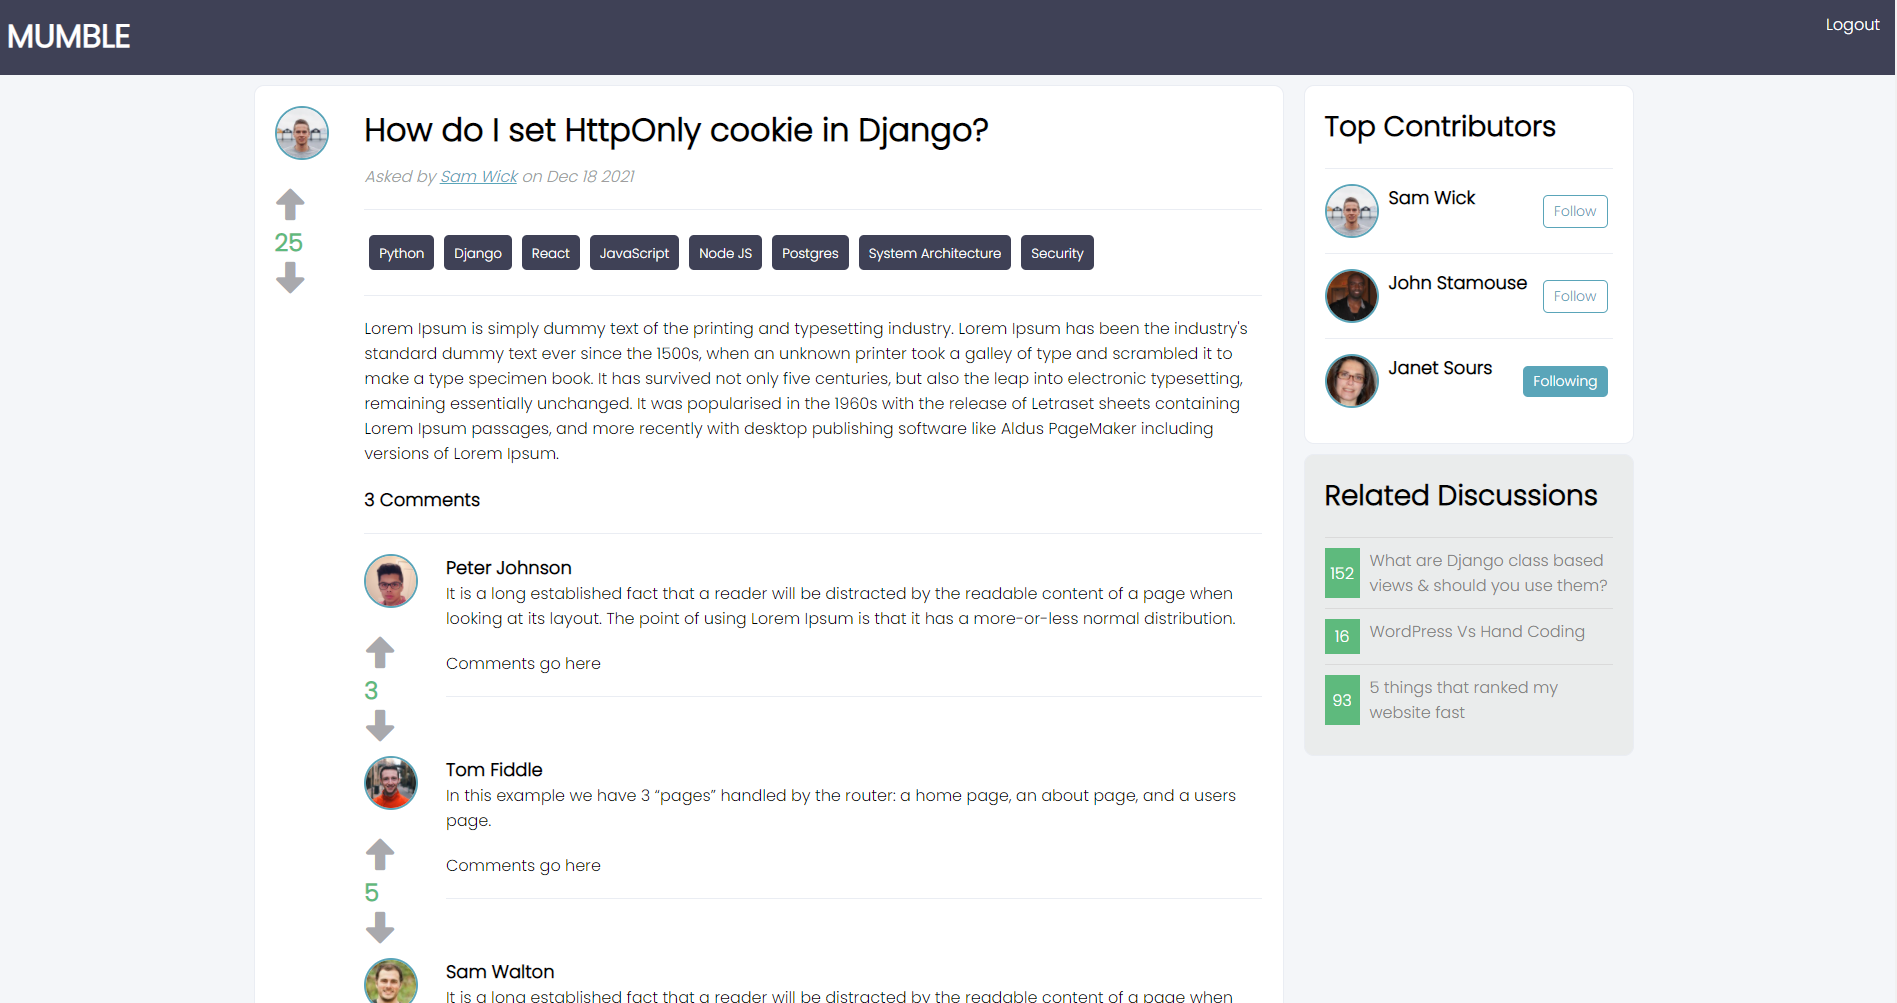 MUMBLE
Logout
How do I set HttpOnly cookie in Django?
Asked by Sam Wick on Dec 18 2021
25
Python Django React JavaScript Node JS Postgres System Architecture Security
Lorem Ipsum is simply dummy text of the printing and typesetting industry. Lorem Ipsum has been the industry's
standard dummy text ever since the 1500s, when an unknown printer took a galley of type and scrambled it to
make a type specimen book. It has survived not only five centuries, but also the leap into electronic typesetting,
remaining essentially unchanged. It was popularised in the 1960s with the release of Letraset sheets containing
Lorem Ipsum passages, and more recently with desktop publishing software like Aldus PageMaker including
versions of Lorem Ipsum.
3 Comments
Peter Johnson
It is a long established fact that a reader will be distracted by the readable content of a page when
looking at its layout. The point of using Lorem Ipsum is that it has a more-or-less normal distribution.
Comments go here
3
Tom Fiddle
In this example we have 3 “pages” handled by the router: a home page, an about page, and a users
page.
Comments go here
5
Sam Walton
It is a long established fact that a reader will be distracted by the readable content of a page when
Top Contributors
Sam Wick
Follow
John Stamouse
Follow
Janet Sours
Following
Related Discussions
152
What are Django class based
views & should you use them?
16
WordPress Vs Hand Coding
93
5 things that ranked my
website fast